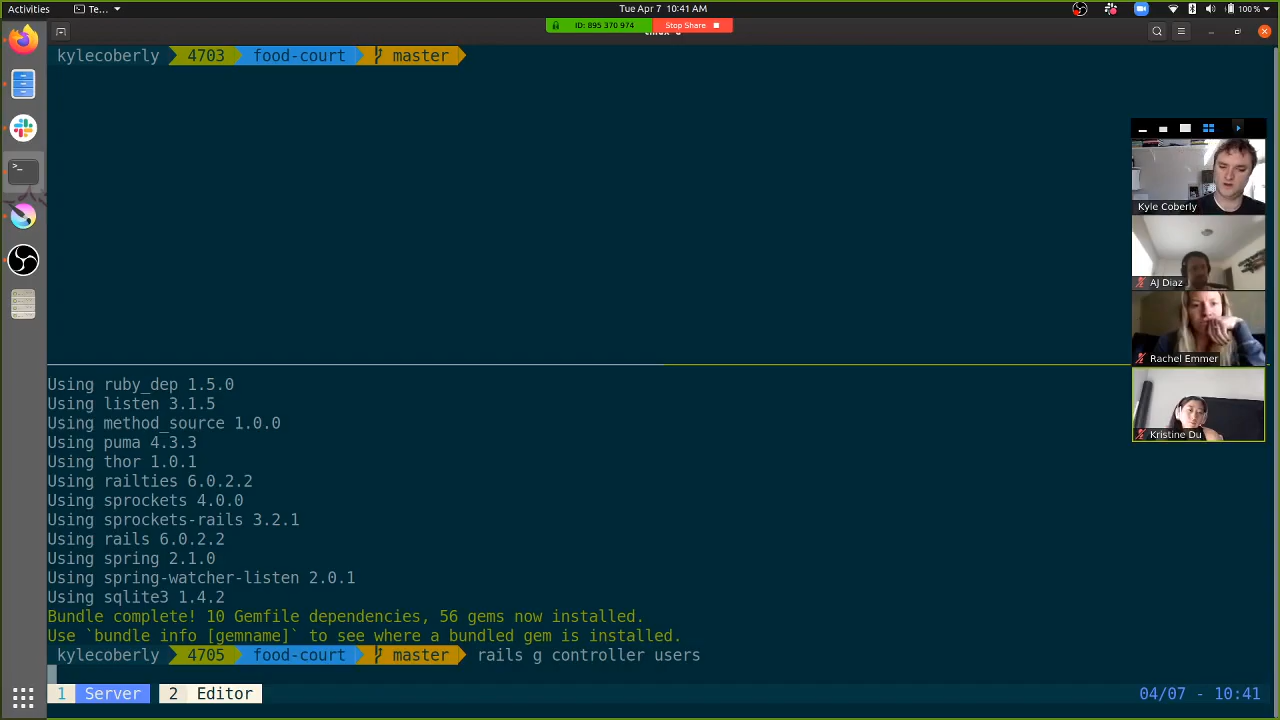 Activities
Te...
Tue Apr 7 10:41 AM
100 %
ID: 895 370 974
Stop Share
kylecoberly 4703 food-court master
Kyle Coberly
AJ Diaz
Rachel Emmer
Kristine Du
Using ruby_dep 1.5.0
Using listen 3.1.5
Using method_source 1.0.0
Using puma 4.3.3
Using thor 1.0.1
Using railties 6.0.2.2
Using sprockets 4.0.0
Using sprockets-rails 3.2.1
Using rails 6.0.2.2
Using spring 2.1.0
Using spring-watcher-listen 2.0.1
Using sqlite3 1.4.2
Bundle complete! 10 Gemfile dependencies, 56 gems now installed.
Use `bundle info [gemname]` to see where a bundled gem is installed.
kylecoberly 4705 food-court master rails g controller users
1 Server 2 Editor
04/07 - 10:41